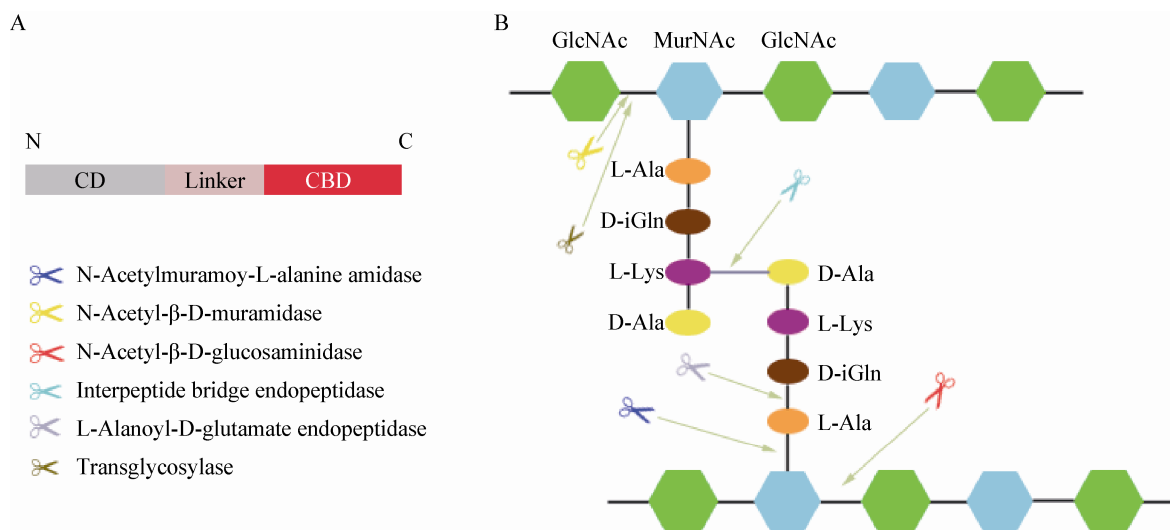 A
N
C
CD
Linker
CBD
N-Acetylmuramoy-L-alanine amidase
N-Acetyl-β-D-muramidase
N-Acetyl-β-D-glucosaminidase
Interpeptide bridge endopeptidase
L-Alanoyl-D-glutamate endopeptidase
Transglycosylase
B
GlcNAc
MurNAc
GlcNAc
L-Ala
D-iGln
L-Lys
D-Ala
D-Ala
L-Lys
D-iGln
L-Ala